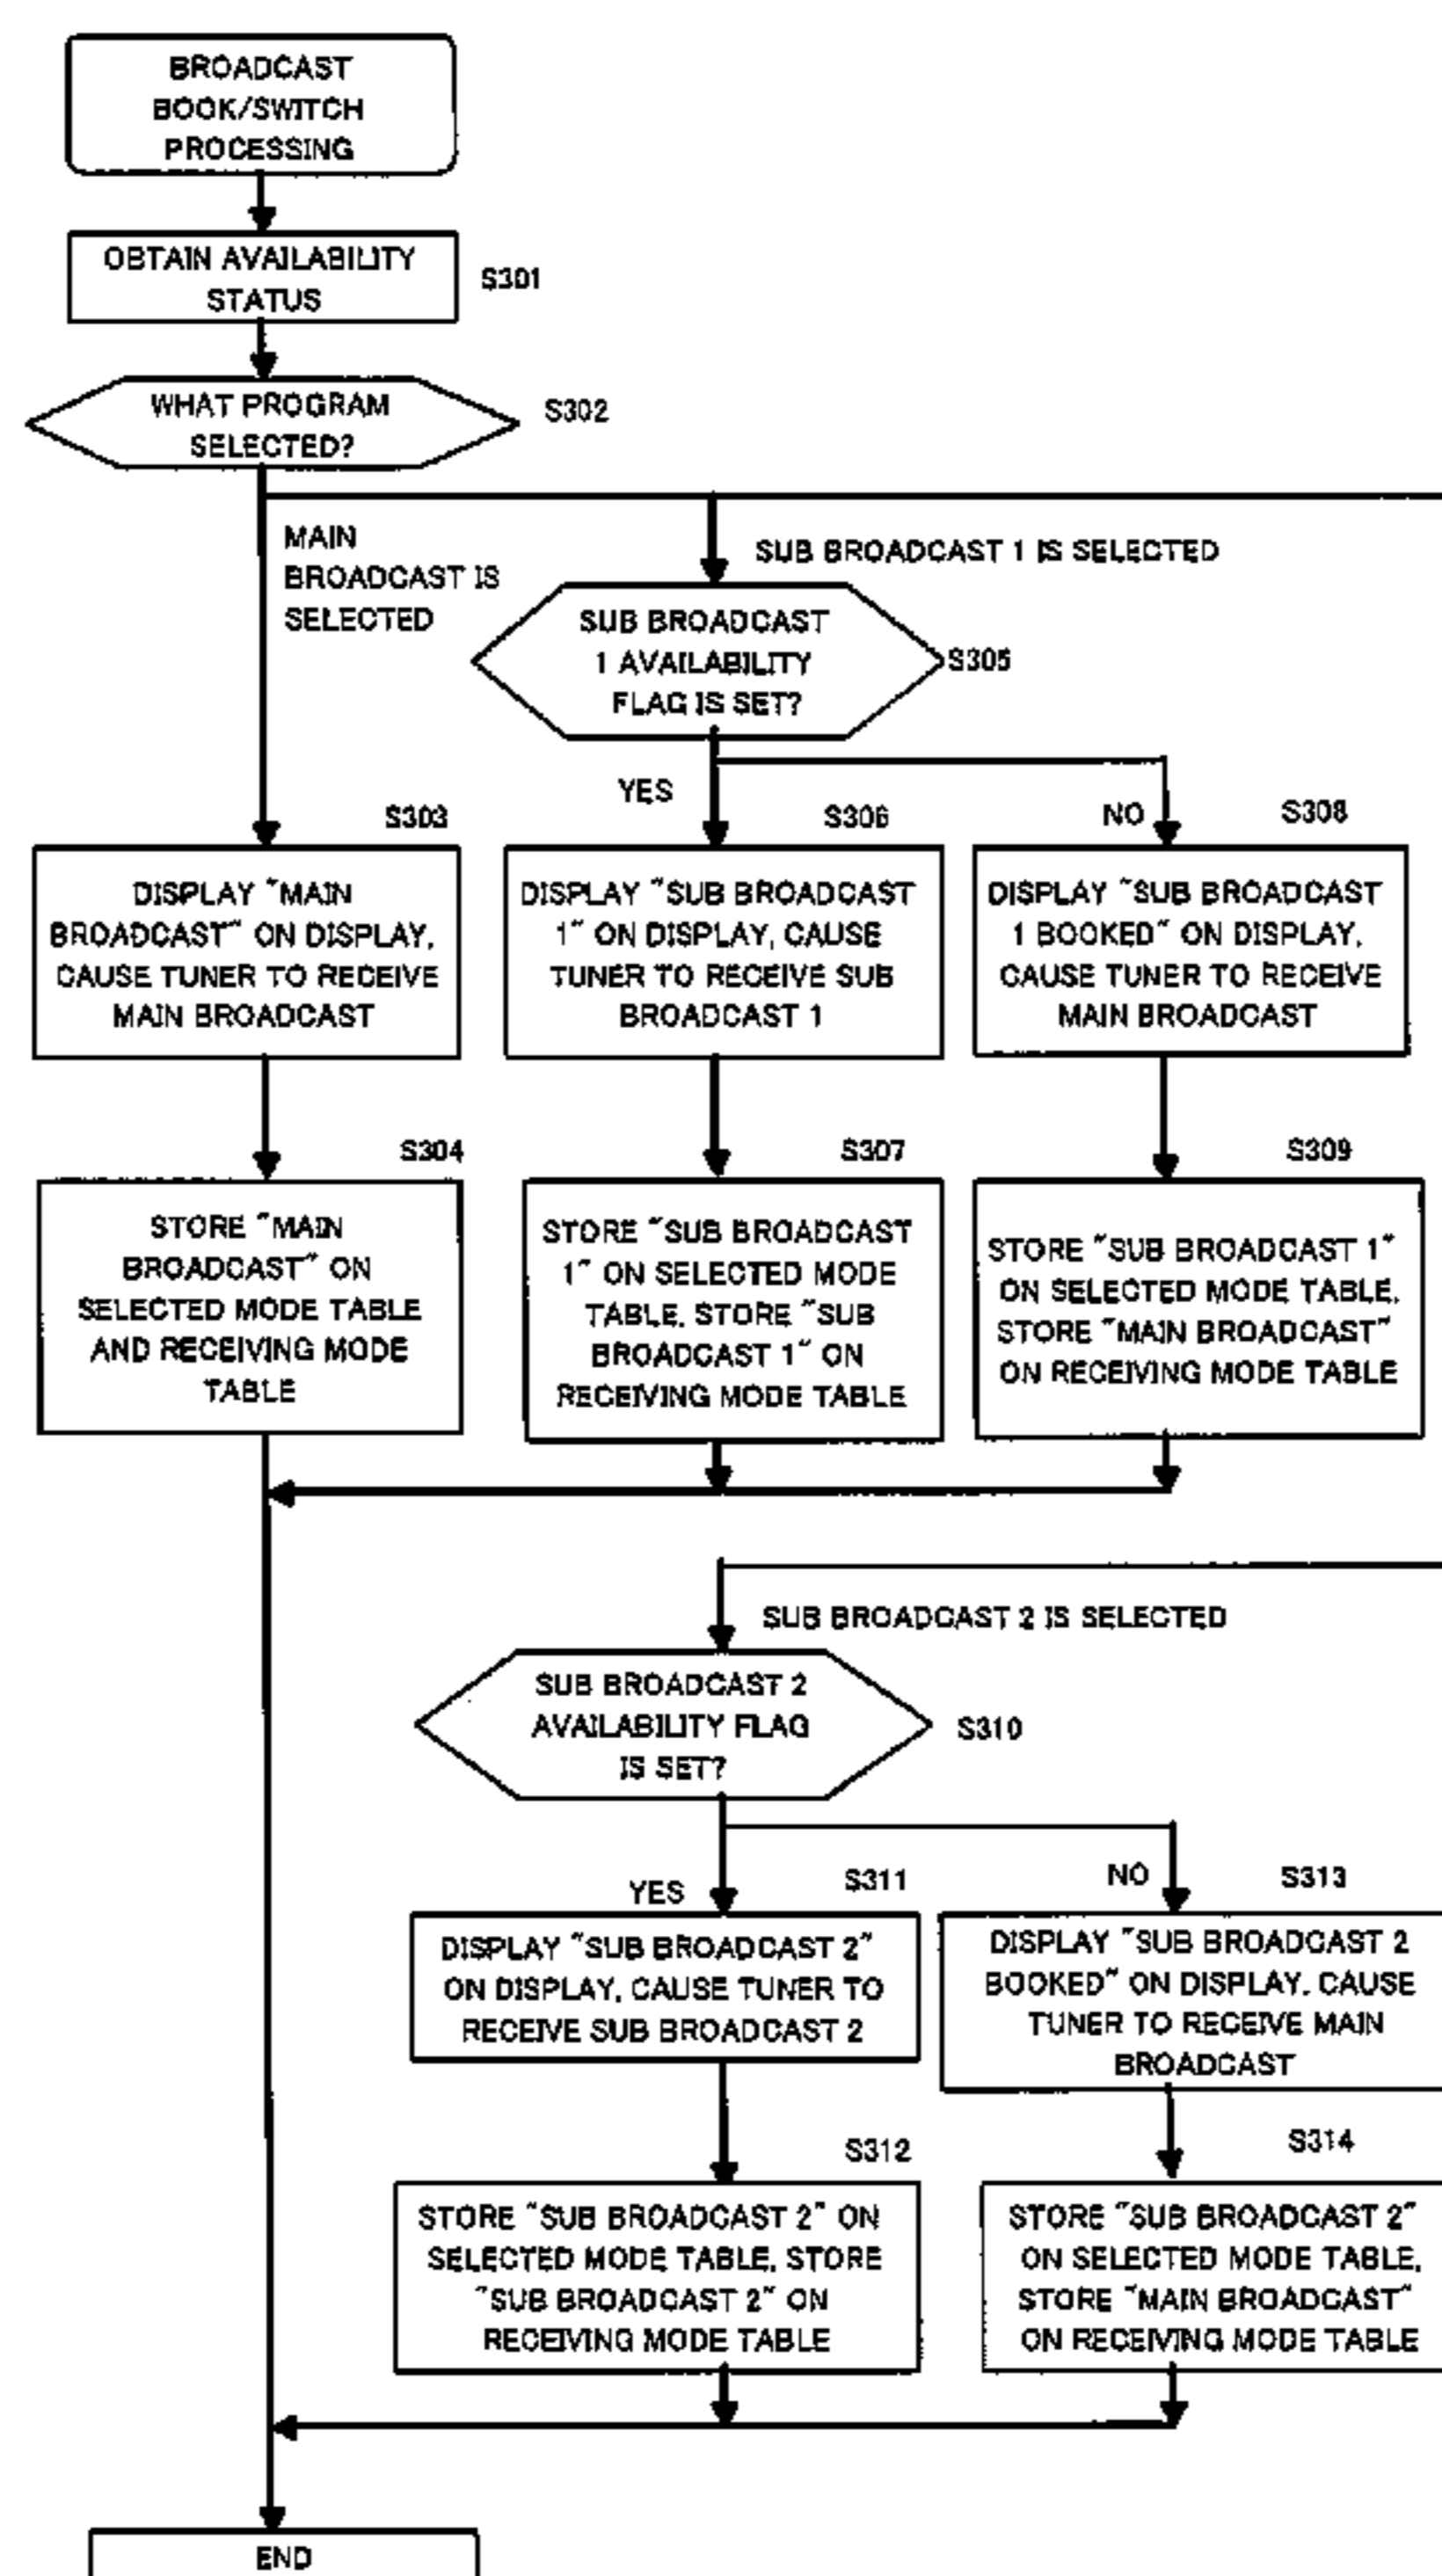 BROADCAST
BOOK/SWITCH
PROCESSING
OBTAIN AVAILABILITY
STATUS
S301
WHAT PROGRAM
SELECTED?
S302
MAIN
BROADCAST IS
SELECTED
SUB BROADCAST 1 IS SELECTED
SUB BROADCAST
1 AVAILABILITY
FLAG IS SET?
S305
YES
NO
S303
DISPLAY "MAIN
BROADCAST" ON DISPLAY,
CAUSE TUNER TO RECEIVE
MAIN BROADCAST
S306
DISPLAY "SUB BROADCAST
1" ON DISPLAY, CAUSE
TUNER TO RECEIVE SUB
BROADCAST 1
S308
DISPLAY "SUB BROADCAST
1 BOOKED" ON DISPLAY,
CAUSE TUNER TO RECEIVE
MAIN BROADCAST
S304
STORE "MAIN
BROADCAST" ON
SELECTED MODE TABLE
AND RECEIVING MODE
TABLE
S307
STORE "SUB BROADCAST
1" ON SELECTED MODE
TABLE, STORE "SUB
BROADCAST 1" ON
RECEIVING MODE TABLE
S309
STORE "SUB BROADCAST 1"
ON SELECTED MODE TABLE,
STORE "MAIN BROADCAST"
ON RECEIVING MODE TABLE
SUB BROADCAST 2 IS SELECTED
SUB BROADCAST 2
AVAILABILITY FLAG
IS SET?
S310
YES
NO
S311
DISPLAY "SUB BROADCAST 2"
ON DISPLAY, CAUSE TUNER TO
RECEIVE SUB BROADCAST 2
S313
DISPLAY "SUB BROADCAST 2
BOOKED" ON DISPLAY, CAUSE
TUNER TO RECEIVE MAIN
BROADCAST
S312
STORE "SUB BROADCAST 2" ON
SELECTED MODE TABLE, STORE
"SUB BROADCAST 2" ON
RECEIVING MODE TABLE
S314
STORE "SUB BROADCAST 2"
ON SELECTED MODE TABLE,
STORE "MAIN BROADCAST"
ON RECEIVING MODE TABLE
END